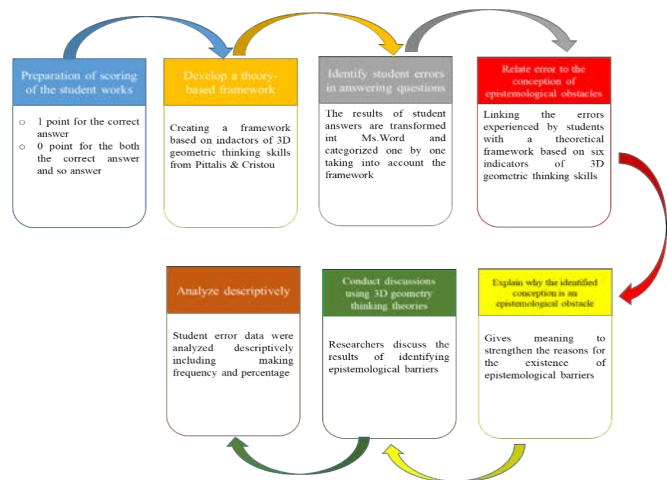 Preparation of scoring
of the student works
o 1 point for the correct
answer
o 0 point for the both the
correct answer and so answer
Develop a theory-
based framework
Creating a framework
based on indactors of 3D
geometric thinking skills
from Pittalis & Cristou
Identify student errors
in answering questions
The results of student
answers are transformed
int Ms.Word and
categorized one by one
taking into account the
framework
Relate error to the
conception of
epistemological obstacles
Linking the errors
experienced by students
with a theoretical
framework based on six
indicators of 3D
geometric thinking skills
Explain why the identified
conception is an
epistemological obstacle
Gives meaning to
strengthen the reasons for
the existence of
epistemological barriers
Conduct discussions
using 3D geometry
thinking theories
Researchers discuss the
results of identifying
epistemological barriers
Analyze descriptively
Student error data were
analyzed descriptively
including making
frequency and percentage